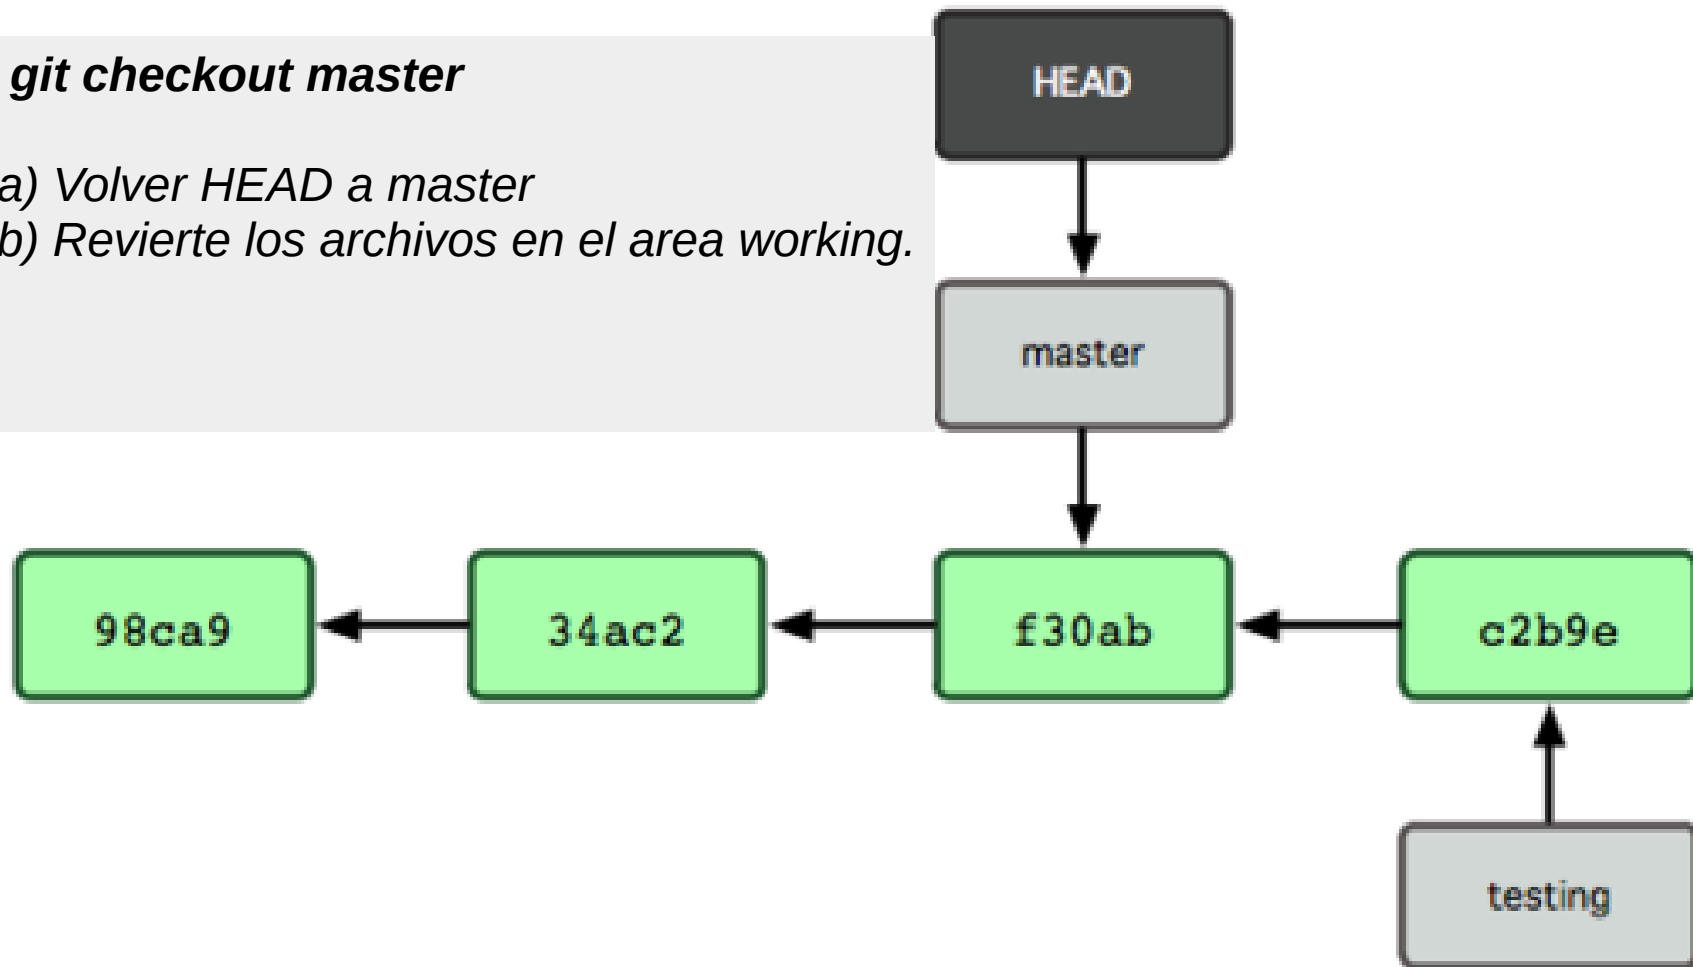 git checkout master
a) Volver HEAD a master
b) Revierte los archivos en el area working.
HEAD
master
98ca9
34ac2
f30ab
c2b9e
testing